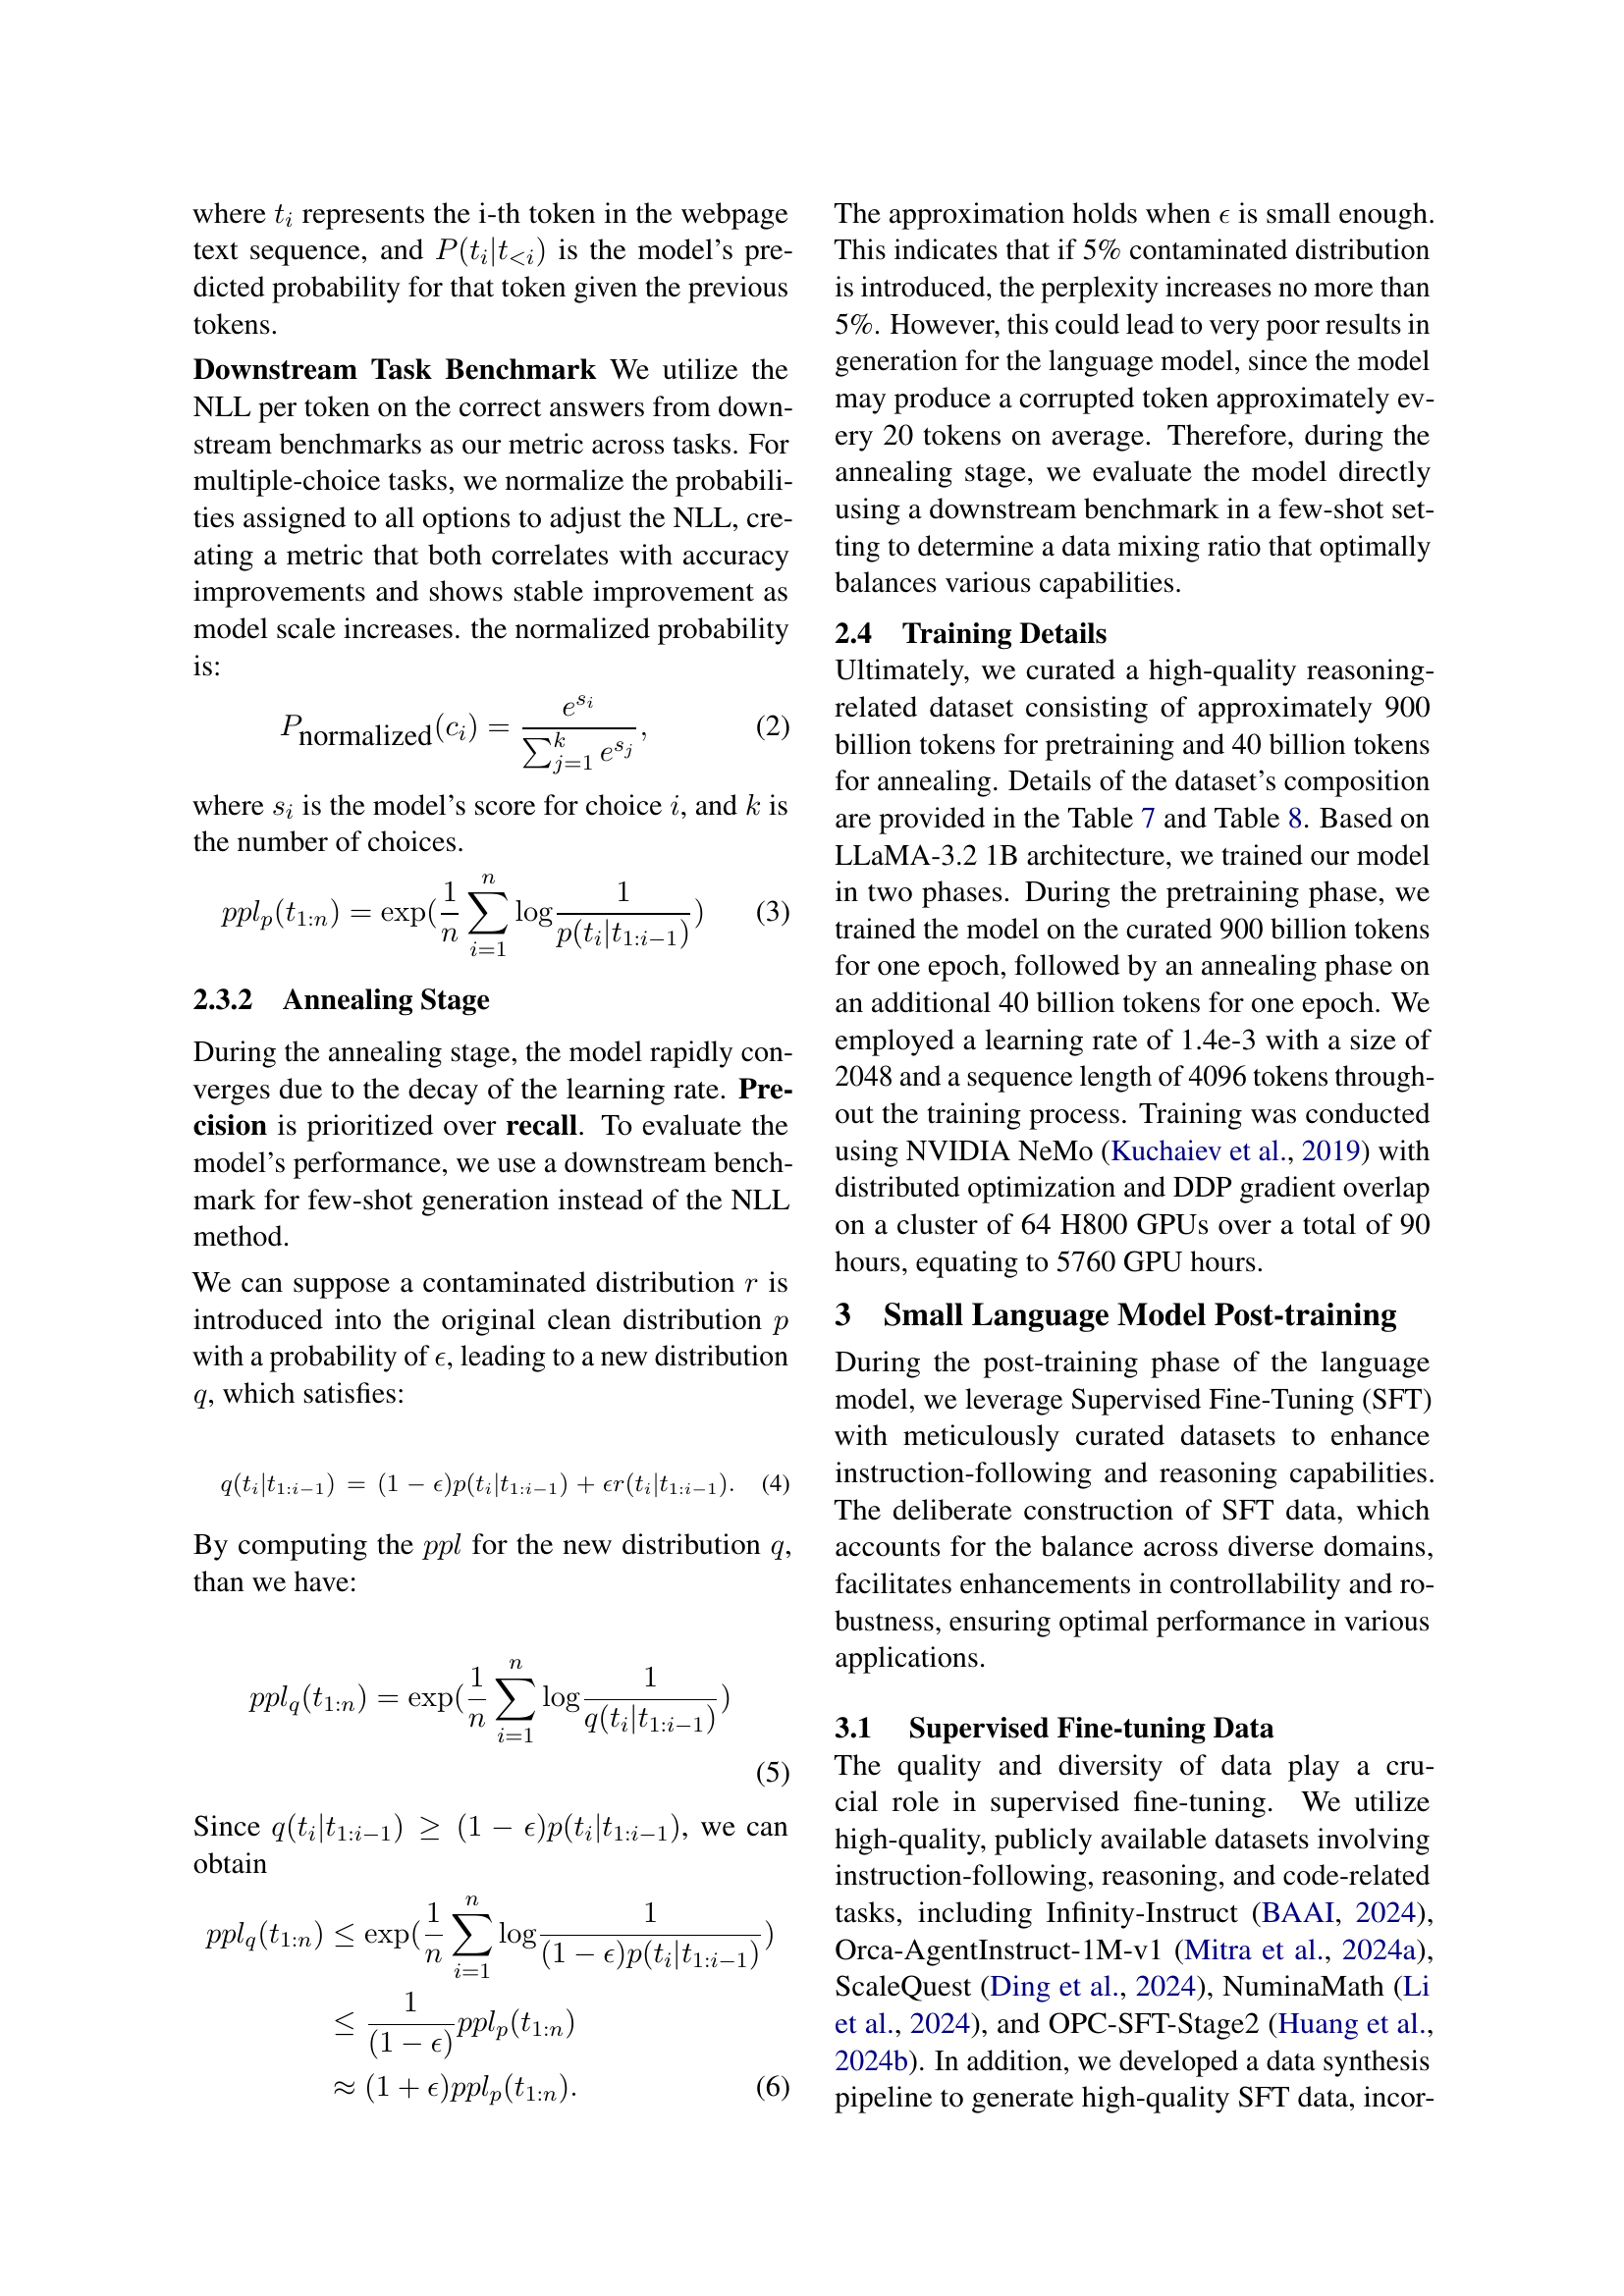 where t_i represents the i-th token in the webpage
text sequence, and P(t_i|t_{<i}) is the model's pre-
dicted probability for that token given the previous
tokens.
Downstream Task Benchmark We utilize the
NLL per token on the correct answers from down-
stream benchmarks as our metric across tasks. For
multiple-choice tasks, we normalize the probabili-
ties assigned to all options to adjust the NLL, cre-
ating a metric that both correlates with accuracy
improvements and shows stable improvement as
model scale increases. the normalized probability
is:
P_{normalized}(c_i) = \frac{e^{s_i}}{\sum_{j=1}^{k} e^{s_j}}, (2)
where s_i is the model's score for choice i, and k is
the number of choices.
ppl_p(t_{1:n}) = exp(\frac{1}{n} \sum_{i=1}^{n} log \frac{1}{p(t_i|t_{1:i-1})}) (3)
2.3.2 Annealing Stage
During the annealing stage, the model rapidly con-
verges due to the decay of the learning rate. Pre-
cision is prioritized over recall. To evaluate the
model's performance, we use a downstream bench-
mark for few-shot generation instead of the NLL
method.
We can suppose a contaminated distribution r is
introduced into the original clean distribution p
with a probability of ϵ, leading to a new distribution
q, which satisfies:
q(t_i|t_{1:i-1}) = (1 − ϵ)p(t_i|t_{1:i-1}) + ϵr(t_i|t_{1:i-1}). (4)
By computing the ppl for the new distribution q,
than we have:
ppl_q(t_{1:n}) = exp(\frac{1}{n} \sum_{i=1}^{n} log \frac{1}{q(t_i|t_{1:i-1})})
(5)
Since q(t_i|t_{1:i-1}) ≥ (1 − ϵ)p(t_i|t_{1:i-1}), we can
obtain
ppl_q(t_{1:n}) ≤ exp(\frac{1}{n} \sum_{i=1}^{n} log \frac{1}{(1 − ϵ)p(t_i|t_{1:i-1})})
≤ \frac{1}{(1 − ϵ)} ppl_p(t_{1:n})
≈ (1 + ϵ)ppl_p(t_{1:n}). (6)
The approximation holds when ϵ is small enough.
This indicates that if 5% contaminated distribution
is introduced, the perplexity increases no more than
5%. However, this could lead to very poor results in
generation for the language model, since the model
may produce a corrupted token approximately ev-
ery 20 tokens on average. Therefore, during the
annealing stage, we evaluate the model directly
using a downstream benchmark in a few-shot set-
ting to determine a data mixing ratio that optimally
balances various capabilities.
2.4 Training Details
Ultimately, we curated a high-quality reasoning-
related dataset consisting of approximately 900
billion tokens for pretraining and 40 billion tokens
for annealing. Details of the dataset's composition
are provided in the Table 7 and Table 8. Based on
LLaMA-3.2 1B architecture, we trained our model
in two phases. During the pretraining phase, we
trained the model on the curated 900 billion tokens
for one epoch, followed by an annealing phase on
an additional 40 billion tokens for one epoch. We
employed a learning rate of 1.4e-3 with a size of
2048 and a sequence length of 4096 tokens through-
out the training process. Training was conducted
using NVIDIA NeMo (Kuchaiev et al., 2019) with
distributed optimization and DDP gradient overlap
on a cluster of 64 H800 GPUs over a total of 90
hours, equating to 5760 GPU hours.
3 Small Language Model Post-training
During the post-training phase of the language
model, we leverage Supervised Fine-Tuning (SFT)
with meticulously curated datasets to enhance
instruction-following and reasoning capabilities.
The deliberate construction of SFT data, which
accounts for the balance across diverse domains,
facilitates enhancements in controllability and ro-
bustness, ensuring optimal performance in various
applications.
3.1 Supervised Fine-tuning Data
The quality and diversity of data play a cru-
cial role in supervised fine-tuning. We utilize
high-quality, publicly available datasets involving
instruction-following, reasoning, and code-related
tasks, including Infinity-Instruct (BAAI, 2024),
Orca-AgentInstruct-1M-v1 (Mitra et al., 2024a),
ScaleQuest (Ding et al., 2024), NuminaMath (Li
et al., 2024), and OPC-SFT-Stage2 (Huang et al.,
2024b). In addition, we developed a data synthesis
pipeline to generate high-quality SFT data, incor-